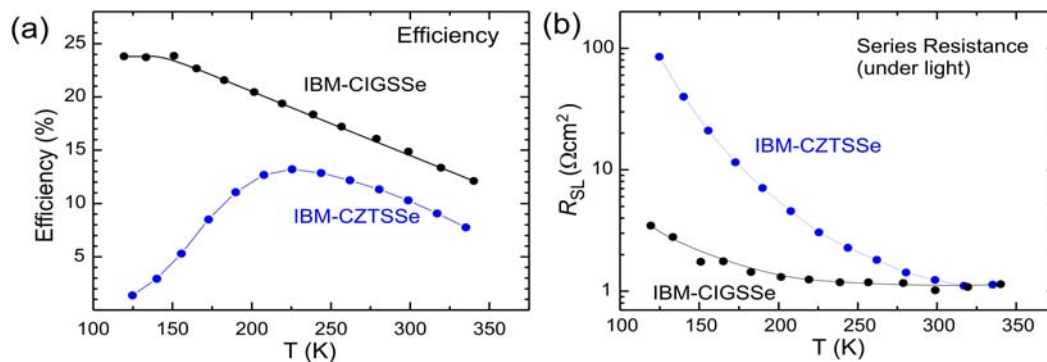 (a)
Efficiency
IBM-CIGSSe
IBM-CZTSSe
Efficiency (%)
25
20
15
10
5
0
100 150 200 250 300 350
T (K)
(b)
Series Resistance
(under light)
IBM-CZTSSe
IBM-CIGSSe
R_SL (Ωcm²)
100
10
1
100 150 200 250 300 350
T (K)